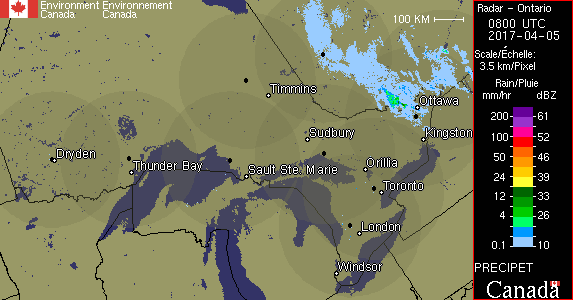 Environment Environnement
Canada Canada
100 KM
Timmins
Ottawa
Sudbury
Kingston
Dryden
Thunder Bay
Sault Ste. Marie
Orillia
Toronto
London
Windsor
Radar - Ontario
0800 UTC
2017-04-05
Scale/Échelle:
3.5 km/Pixel
Rain/Pluie
mm/hr dBZ
200 61
100 52
50 46
24 39
12 33
4 26
0.1 10
PRECIPET
Canada